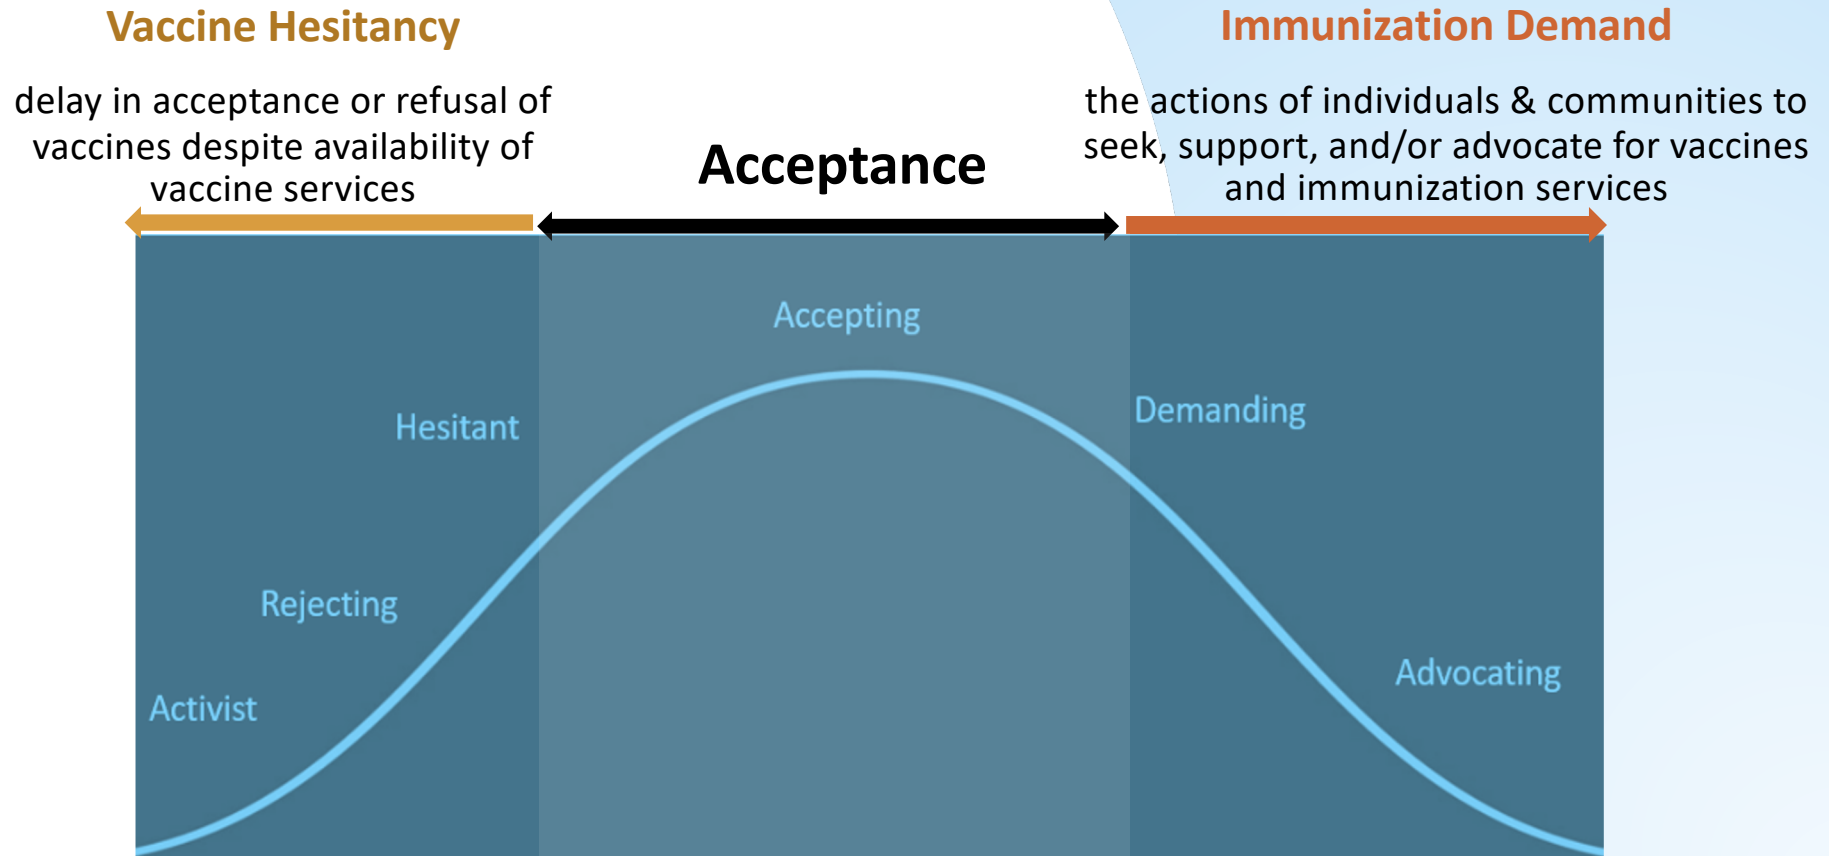 Vaccine Hesitancy
delay in acceptance or refusal of
vaccines despite availability of
vaccine services
Acceptance
Immunization Demand
the actions of individuals & communities to
seek, support, and/or advocate for vaccines
and immunization services
Accepting
Hesitant
Demanding
Rejecting
Advocating
Activist